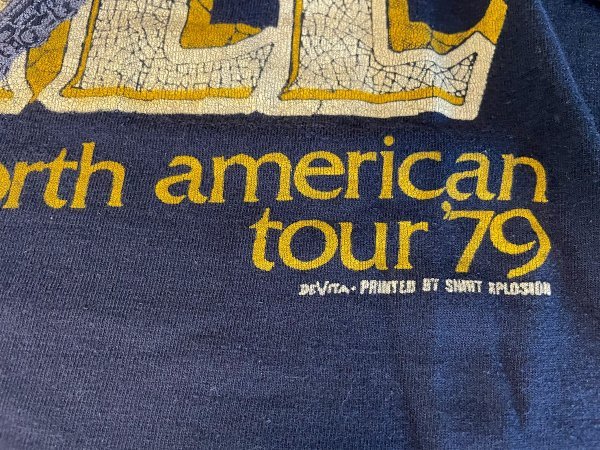 orth american
tour '79
DEVITA · PRINTED BY SHIRT XPLOSION